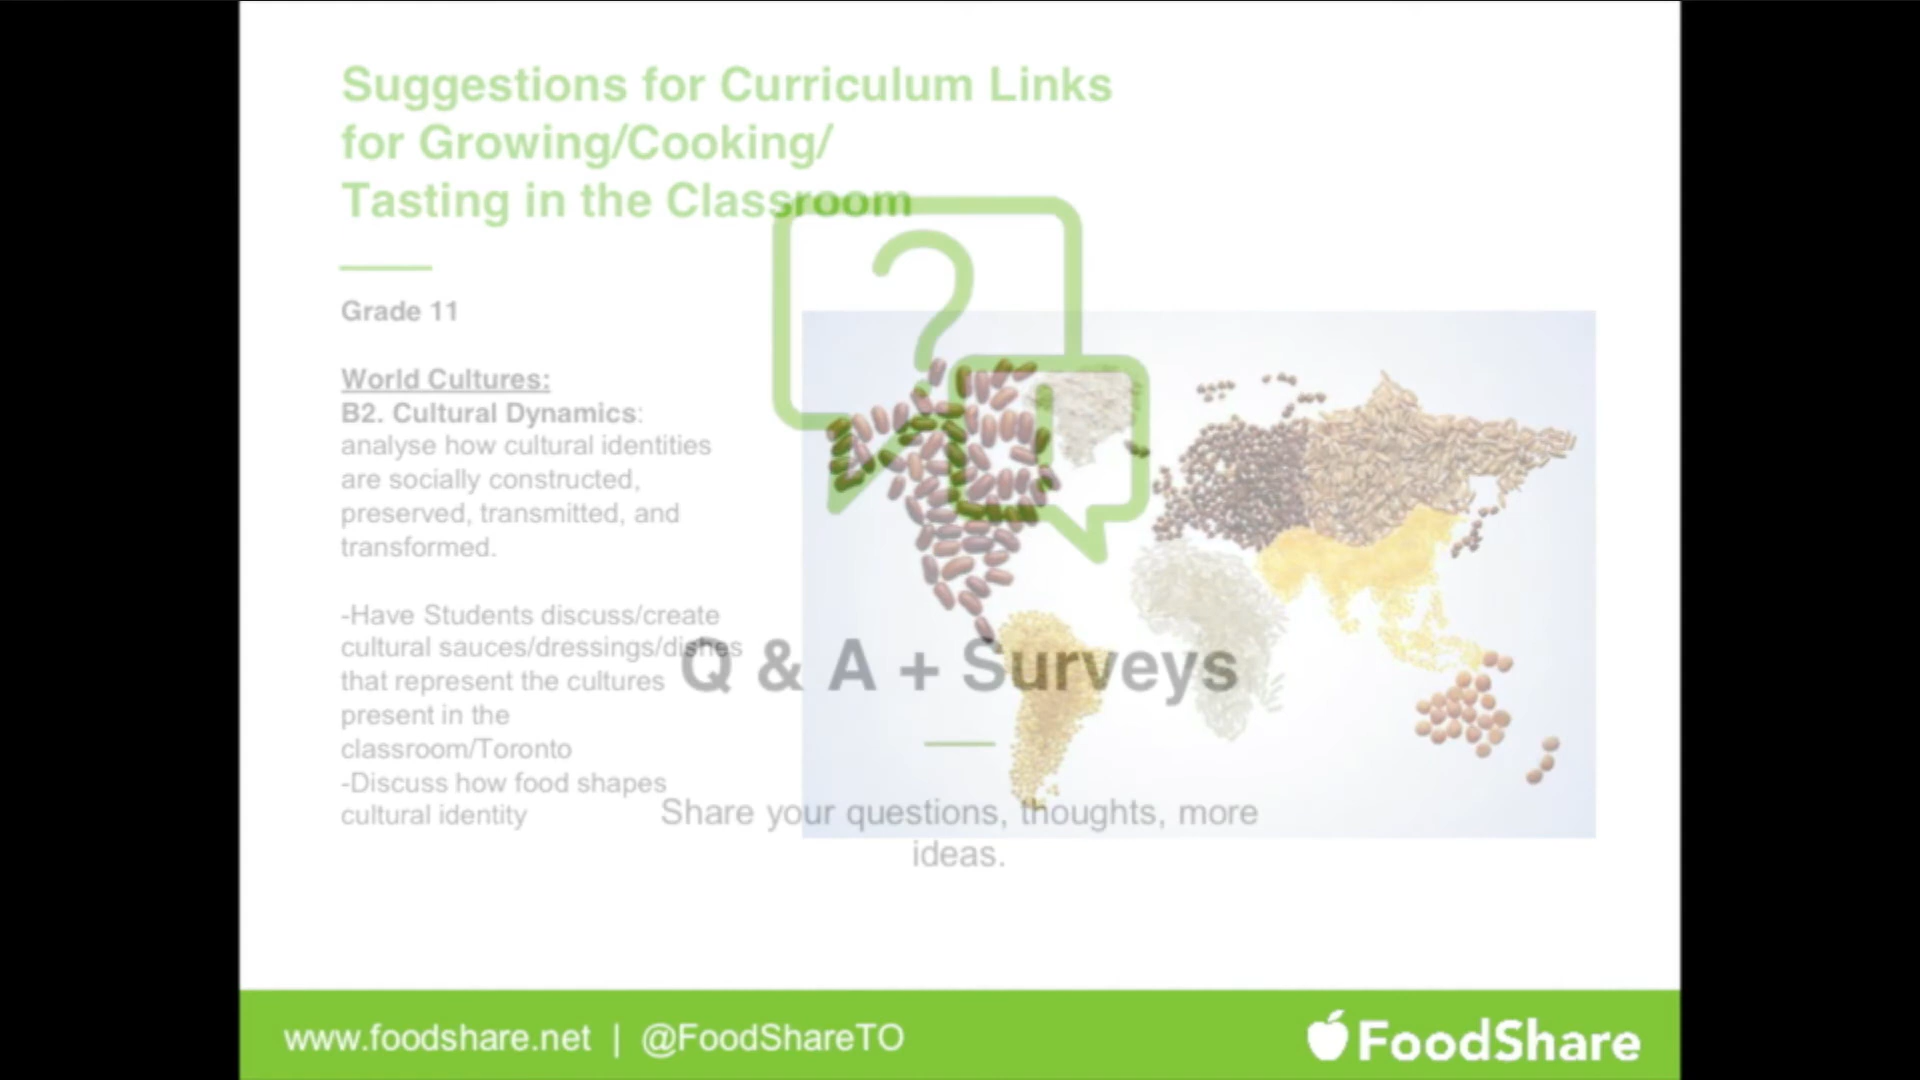 Suggestions for Curriculum Links
for Growing/Cooking/
Tasting in the Classroom
Grade 11
World Cultures:
B2. Cultural Dynamics:
analyse how cultural identities
are socially constructed,
preserved, transmitted, and
transformed.
-Have Students discuss/create
cultural sauces/dressings/dishes
that represent the cultures
present in the
classroom/Toronto
-Discuss how food shapes
cultural identity
Q & A + Surveys
Share your questions, thoughts, more
ideas.
www.foodshare.net | @FoodShareTO
FoodShare